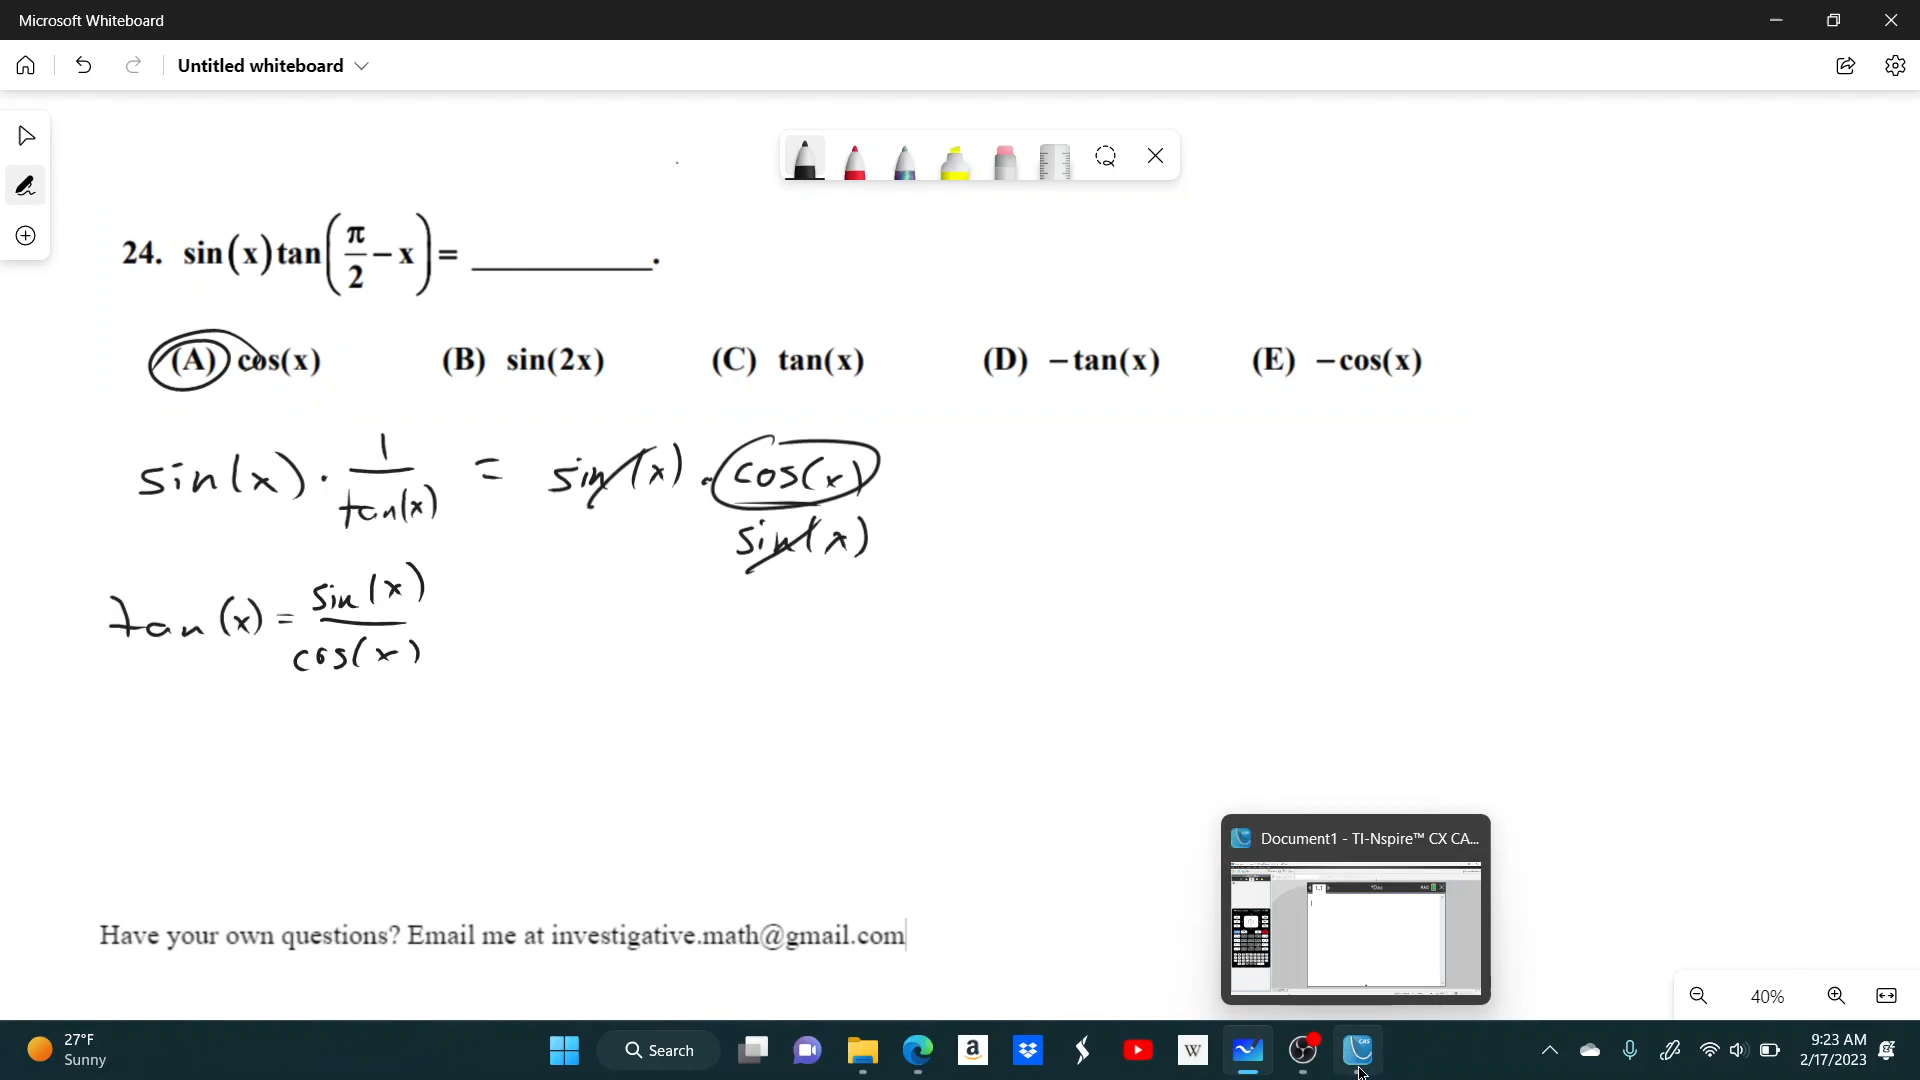 Microsoft Whiteboard
Untitled whiteboard
24. sin(x)tan(π/2 − x) = __________.
(A) cos(x) (B) sin(2x) (C) tan(x) (D) −tan(x) (E) −cos(x)
sin(x) · 1/tan(x) = sin(x) · cos(x)/sin(x)
tan(x) = sin(x)/cos(x)
Document1 - TI-Nspire™ CX CA...
Have your own questions? Email me at investigative.math@gmail.com
40%
27°F
Sunny
Search
a
W
CAS
9:23 AM
2/17/2023